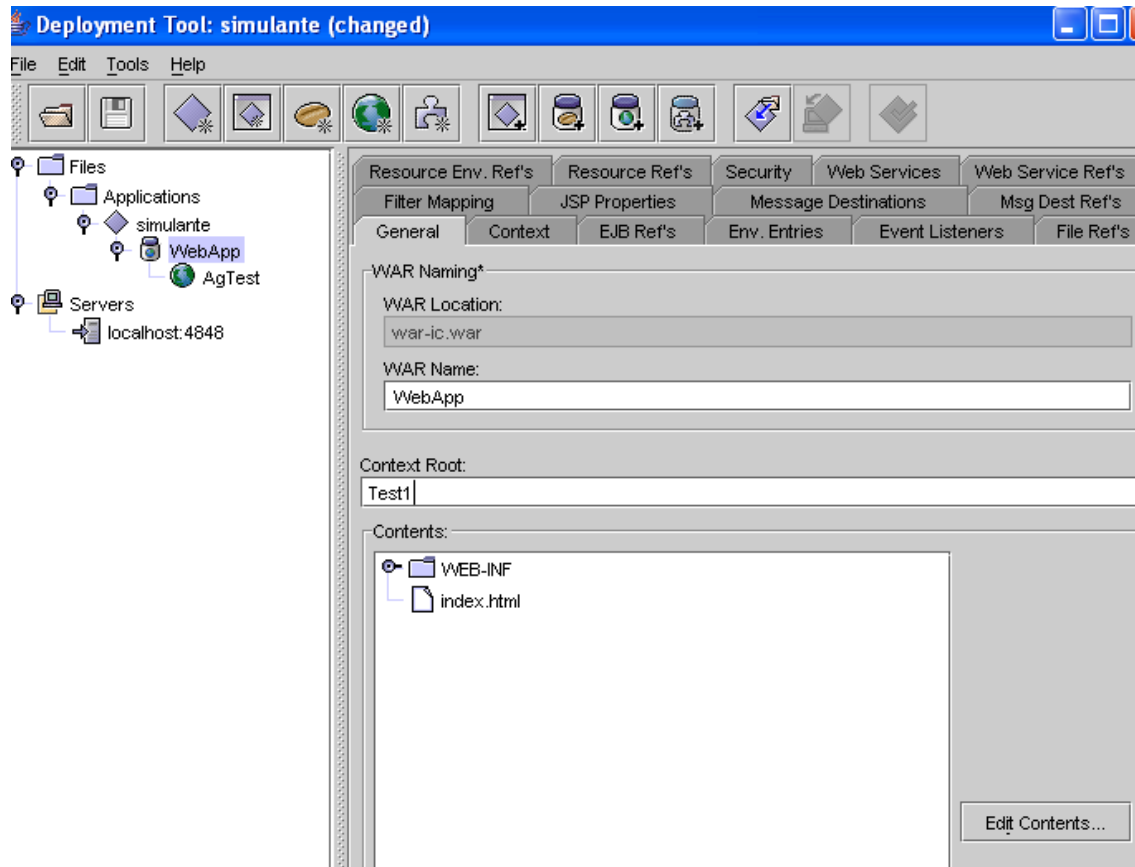 Deployment Tool: simulante (changed)
File Edit Tools Help
Files
Applications
simulante
WebApp
AgTest
Servers
localhost:4848
Resource Env. Ref's Resource Ref's Security Web Services Web Service Ref's
Filter Mapping JSP Properties Message Destinations Msg Dest Ref's
General Context EJB Ref's Env. Entries Event Listeners File Ref's
WAR Naming*
WAR Location:
war-ic.war
WAR Name:
WebApp
Context Root:
Test1
Contents:
WEB-INF
index.html
Edit Contents...